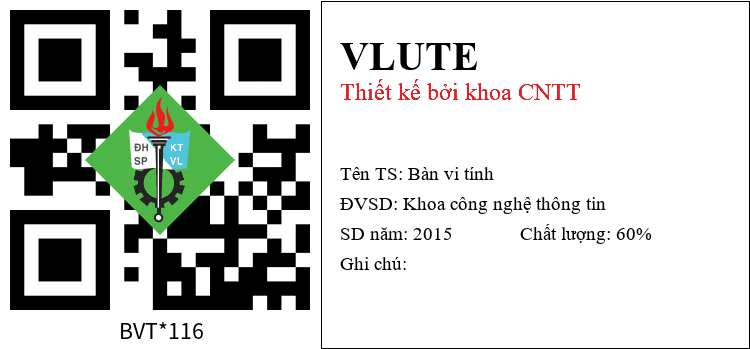 ĐH KT
SP VL
BVT*116
VLUTE
Thiết kế bởi khoa CNTT
Tên TS: Bàn vi tính
ĐVSD: Khoa công nghệ thông tin
SD năm: 2015 Chất lượng: 60%
Ghi chú: